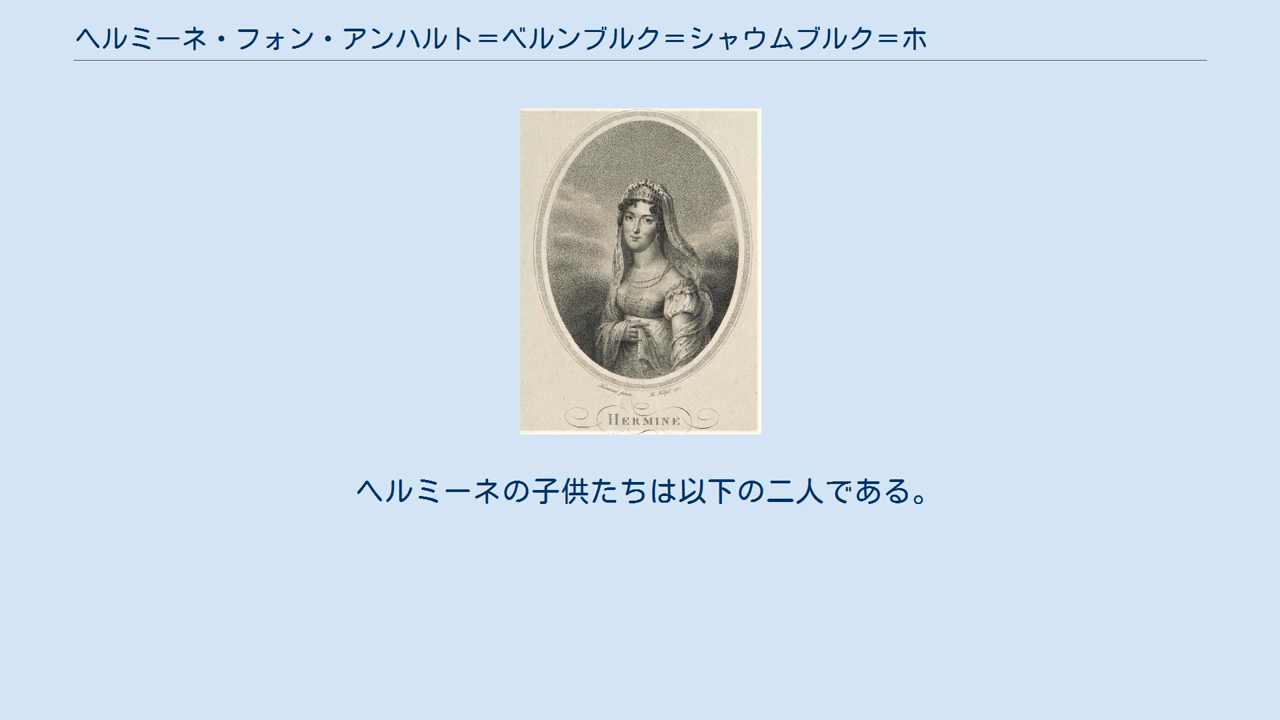 ヘルミーネ・フォン・アンハルト＝ベルンブルク＝シャウムブルク＝ホ
HERMINE
ヘルミーネの子供たちは以下の二人である。